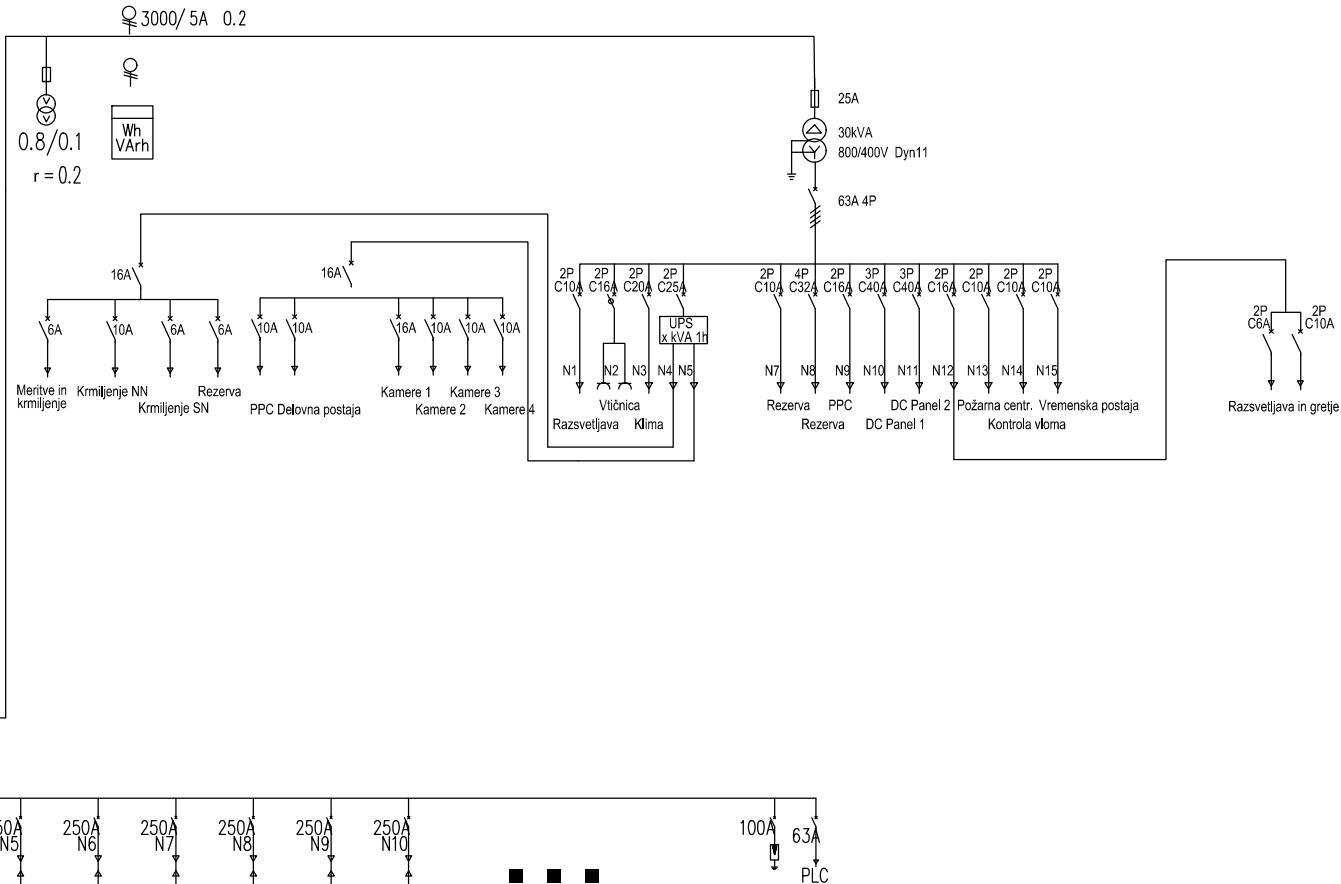 3000/5A 0.2
0.8/0.1
r = 0.2
Wh
VArh
25A
30kVA
800/400V Dyn11
63A 4P
16A
6A
10A
6A
6A
Meritve in
krmiljenje
Krmiljenje NN
Krmiljenje SN
Rezerva
16A
10A
10A
16A
10A
10A
10A
PPC Delovna postaja
Kamere 1
Kamere 2
Kamere 3
Kamere 4
2P
C10A
2P
C16A
2P
C20A
2P
C25A
UPS
x kVA 1h
N1
N2
N3
N4
N5
Vtičnica
Razsvetljava
Klima
2P
C10A
4P
C32A
2P
C16A
3P
C40A
3P
C40A
2P
C16A
2P
C10A
2P
C10A
2P
C10A
N7
N8
N9
N10
N11
N12
N13
N14
N15
Rezerva
PPC
DC Panel 2
Požarna centr.
Vremenska postaja
Rezerva
DC Panel 1
Kontrola vloma
2P
C6A
2P
C10A
Razsvetljava in gretje
N5
250A
N6
250A
N7
250A
N8
250A
N9
250A
N10
100A
63A
PLC